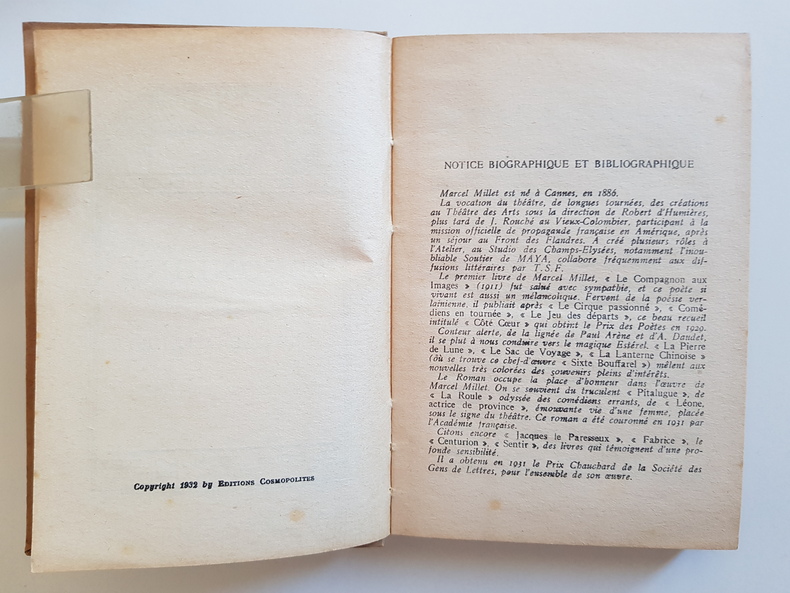 Copyright 1932 by EDITIONS COSMOPOLITES
NOTICE BIOGRAPHIQUE ET BIBLIOGRAPHIQUE
Marcel Millet est né à Cannes, en 1886.
La vocation du théâtre, de longues tournées, des créations
au Théâtre des Arts sous la direction de Robert d'Humières,
plus tard de J. Rouché au Vieux-Colombier, participant à la
mission officielle de propagande française en Amérique, après
un séjour au Front des Flandres. A créé plusieurs rôles à
l'Atelier, au Studio des Champs-Elysées, notamment l'inou-
bliable Soutier de MAYA, collabore fréquemment aux dif-
fusions littéraires par T.S.F.
Le premier livre de Marcel Millet, « Le Compagnon aux
Images » (1911) fut salué avec sympathie, et ce poète si
vivant est aussi un mélancolique. Fervent de la poésie ver-
lainienne, il publiait après « Le Cirque passionné », « Comé-
diens en tournée », « Le Jeu des départs », ce beau recueil
intitulé « Côté Cœur » qui obtint le Prix des Poètes en 1929.
Conteur alerte, de la lignée de Paul Arène et d'A. Daudet,
il se plut à nous conduire vers le magique Estérel. « La Pierre
de Lune », « Le Sac de Voyage », « La Lanterne Chinoise »
(où se trouve ce chef-d'œuvre « Sixte Bouffarel ») mêlent aux
nouvelles très colorées des souvenirs pleins d'intérêts.
Le Roman occupe la place d'honneur dans l'œuvre de
Marcel Millet. On se souvient du truculent « Pitalugue », de
« La Roule » odyssée des comédiens errants, de « Léone,
actrice de province », émouvante vie d'une femme, placée
sous le signe du théâtre. Ce roman a été couronné en 1931 par
l'Académie française.
Citons encore « Jacques le Paresseux », « Fabrice », le
« Centurion », « Sentir », des livres qui témoignent d'une pro-
fonde sensibilité.
Il a obtenu en 1931 le Prix Chauchard de la Société des
Gens de Lettres, pour l'ensemble de son œuvre.